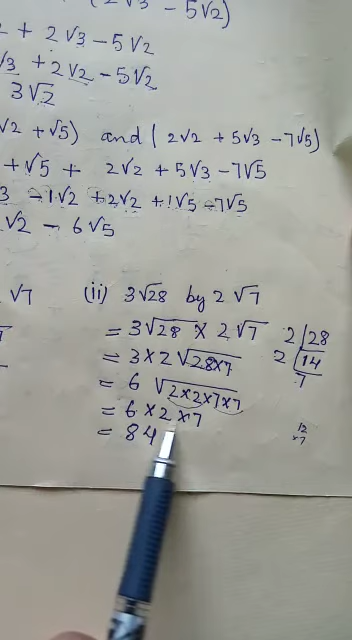 (2√3 − 5√2)
+ 2√3 − 5√2
√3 + 2√2 − 5√2
3√2
√2 + √5) and (2√2 + 5√3 − 7√5)
+ √5 + 2√2 + 5√3 − 7√5
3 − 1√2 + 2√2 + 1√5 − 7√5
√2 − 6√5
√7
(ii) 3√28 by 2√7
= 3√28 × 2√7
2 | 28
= 3×2√28×7
2 | 14
7
= 6 √2×2×7×7
= 6 × 2 × 7
= 84
12
×7